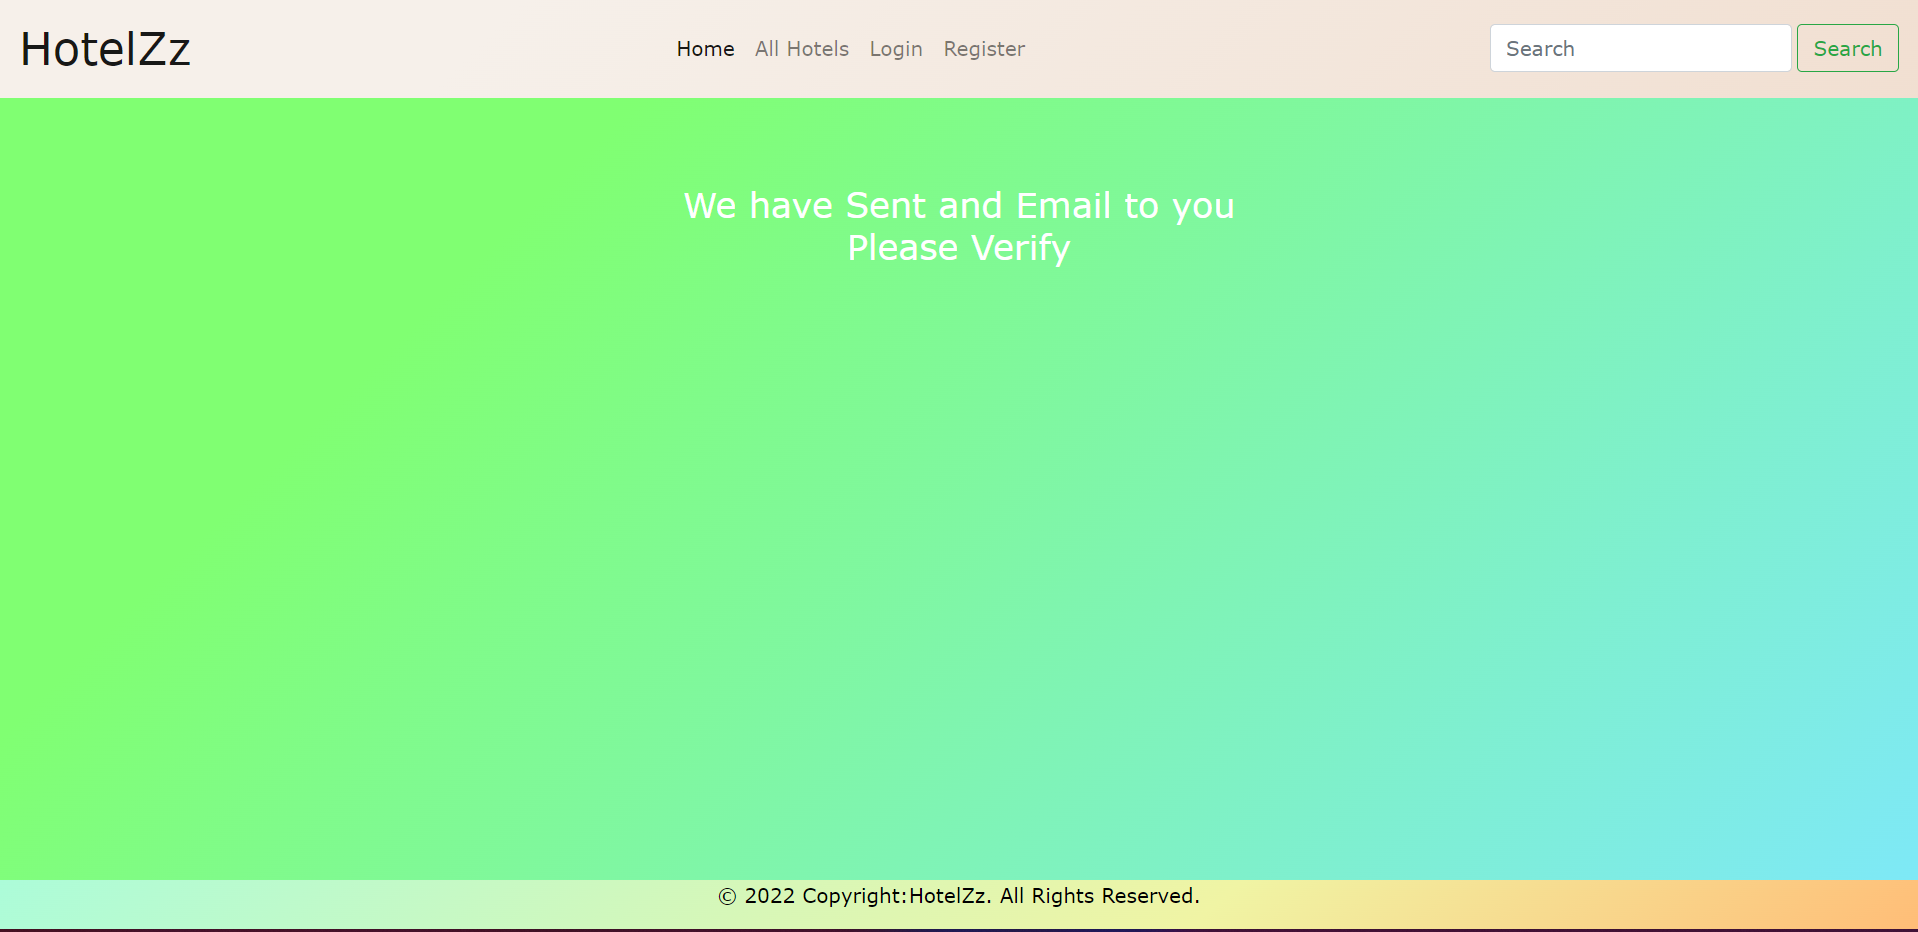 HotelZz
Home All Hotels Login Register
Search Search
We have Sent and Email to you
Please Verify
© 2022 Copyright:HotelZz. All Rights Reserved.